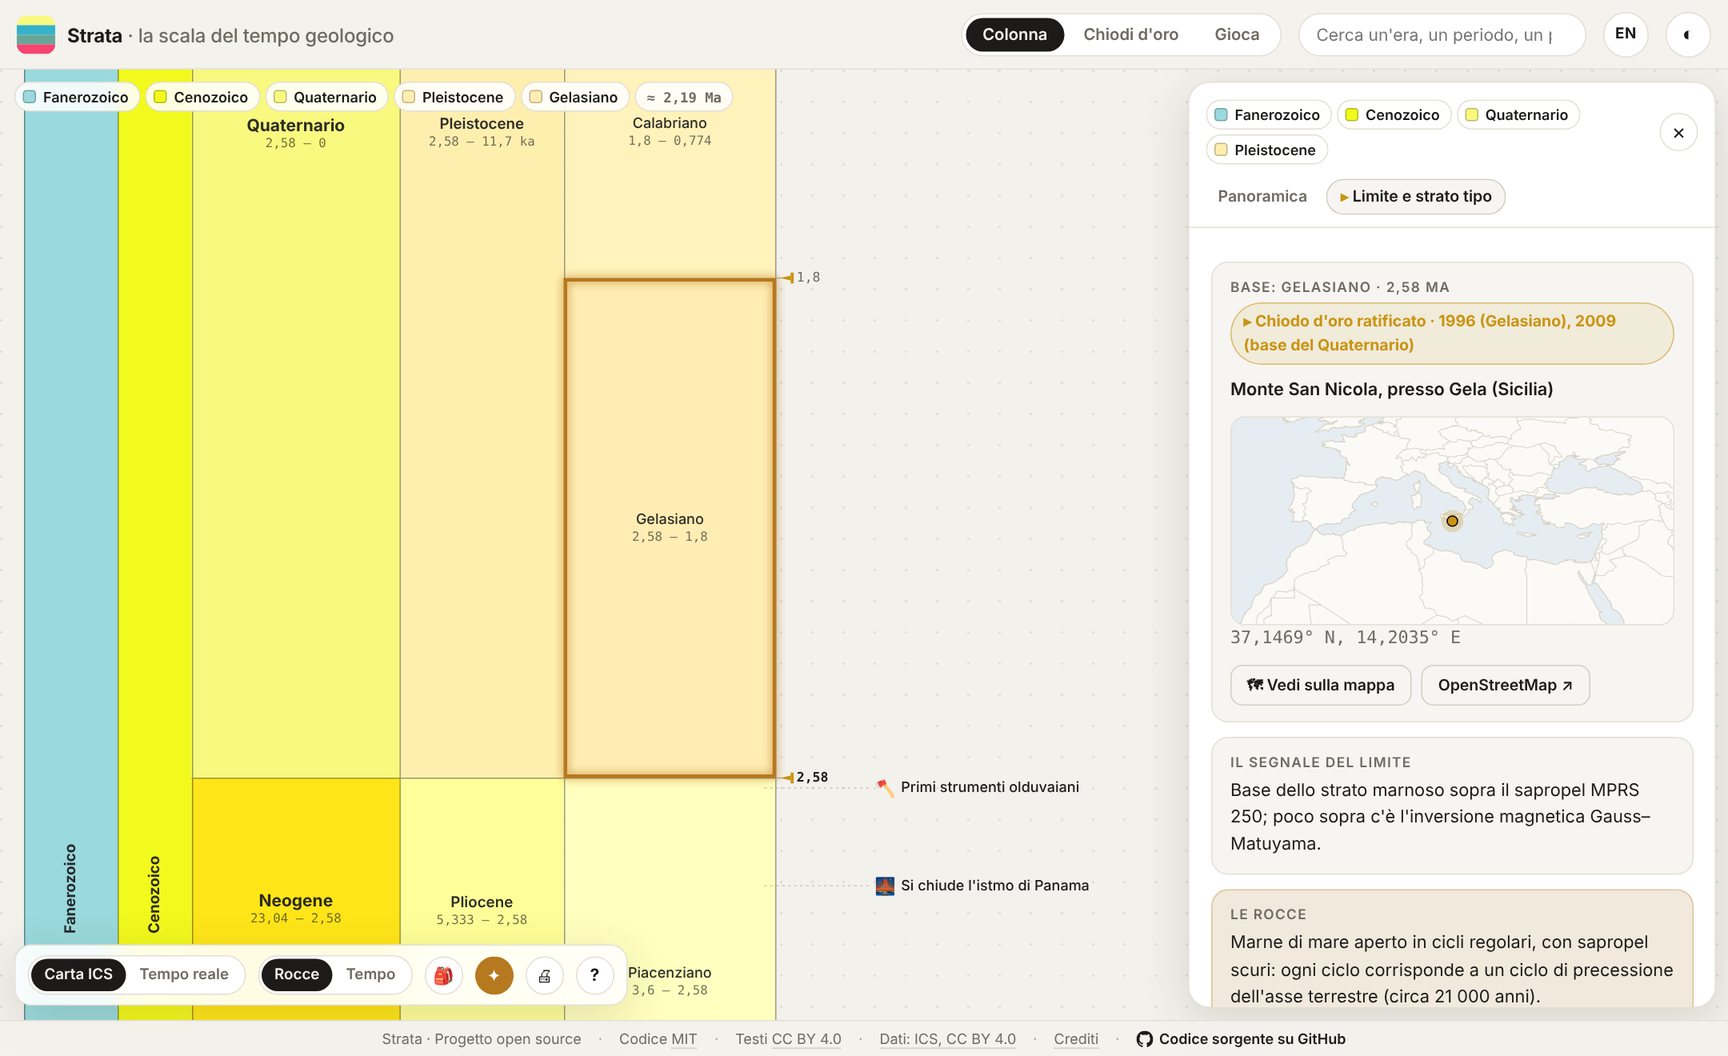 Strata · la scala del tempo geologico
Colonna
Chiodi d'oro
Gioca
Cerca un'era, un periodo, un
EN
Fanerozoico
Cenozoico
Quaternario
Pleistocene
Gelasiano
≈ 2,19 Ma
Quaternario
2,58 — 0
Pleistocene
2,58 — 11,7 ka
Calabriano
1,8 — 0,774
1,8
Gelasiano
2,58 — 1,8
2,58
Primi strumenti olduvaiani
Si chiude l'istmo di Panama
Fanerozoico
Cenozoico
Neogene
23,04 — 2,58
Pliocene
5,333 — 2,58
Piacenziano
3,6 — 2,58
Carta ICS
Tempo reale
Rocce
Tempo
?
Fanerozoico
Cenozoico
Quaternario
Pleistocene
Panoramica
▸ Limite e strato tipo
BASE: GELASIANO · 2,58 MA
▸ Chiodo d'oro ratificato · 1996 (Gelasiano), 2009
(base del Quaternario)
Monte San Nicola, presso Gela (Sicilia)
37,1469° N, 14,2035° E
Vedi sulla mappa
OpenStreetMap ↗
IL SEGNALE DEL LIMITE
Base dello strato marnoso sopra il sapropel MPRS
250; poco sopra c'è l'inversione magnetica Gauss–
Matuyama.
LE ROCCE
Marne di mare aperto in cicli regolari, con sapropel
scuri: ogni ciclo corrisponde a un ciclo di precessione
dell'asse terrestre (circa 21 000 anni).
Strata · Progetto open source · Codice MIT · Testi CC BY 4.0 · Dati: ICS, CC BY 4.0 · Crediti · Codice sorgente su GitHub